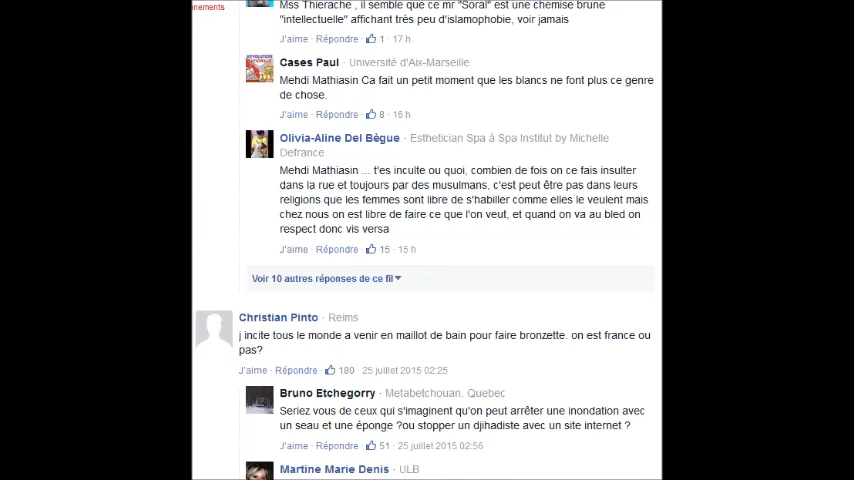 nements
Mss Thierache , il semble que ce mr "Soral" est une chemise brune
"intellectuelle" affichant très peu d'islamophobie, voir jamais
J'aime · Répondre · 1 · 17 h
Cases Paul · Université d'Aix-Marseille
Mehdi Mathiasin Ca fait un petit moment que les blancs ne font plus ce genre
de chose.
J'aime · Répondre · 8 · 16 h
Olivia-Aline Del Bègue · Esthetician Spa à Spa Institut by Michelle
Defrance
Mehdi Mathiasin ... t'es inculte ou quoi, combien de fois on ce fais insulter
dans la rue et toujours par des musulmans, c'est peut être pas dans leurs
religions que les femmes sont libre de s'habiller comme elles le veulent mais
chez nous on est libre de faire ce que l'on veut, et quand on va au bled on
respect donc vis versa
J'aime · Répondre · 15 · 15 h
Voir 10 autres réponses de ce fil
Christian Pinto · Reims
j incite tous le monde a venir en maillot de bain pour faire bronzette. on est france ou
pas?
J'aime · Répondre · 180 · 25 juillet 2015 02:25
Bruno Etchegorry · Metabetchouan, Quebec
Seriez vous de ceux qui s'imaginent qu'on peut arrêter une inondation avec
un seau et une éponge ?ou stopper un djihadiste avec un site internet ?
J'aime · Répondre · 51 · 25 juillet 2015 02:56
Martine Marie Denis · ULB